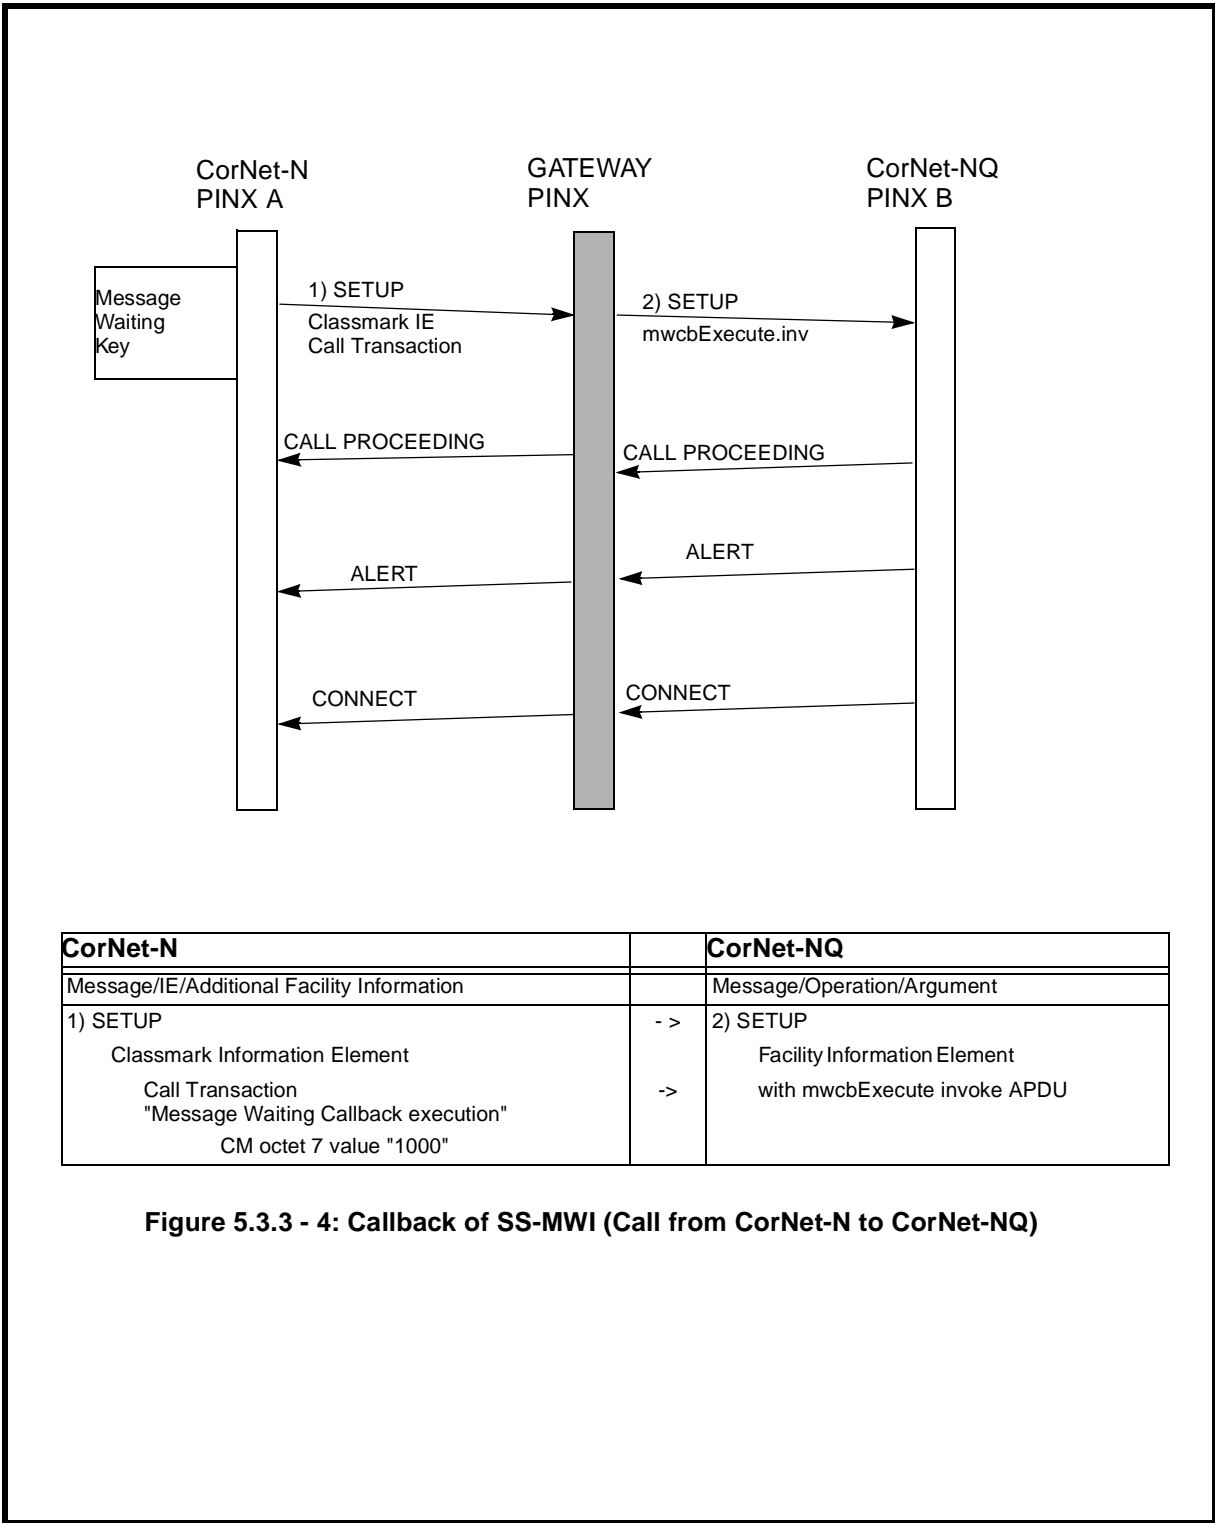 CorNet-N
PINX A
GATEWAY
PINX
CorNet-NQ
PINX B
Message
Waiting
Key
1) SETUP
Classmark IE
Call Transaction
2) SETUP
mwcbExecute.inv
CALL PROCEEDING
CALL PROCEEDING
ALERT
ALERT
CONNECT
CONNECT
CorNet-N CorNet-NQ
Message/IE/Additional Facility Information Message/Operation/Argument
1) SETUP - > 2) SETUP
Classmark Information Element Facility Information Element
Call Transaction -> with mwcbExecute invoke APDU
"Message Waiting Callback execution"
CM octet 7 value "1000"
Figure 5.3.3 - 4: Callback of SS-MWI (Call from CorNet-N to CorNet-NQ)